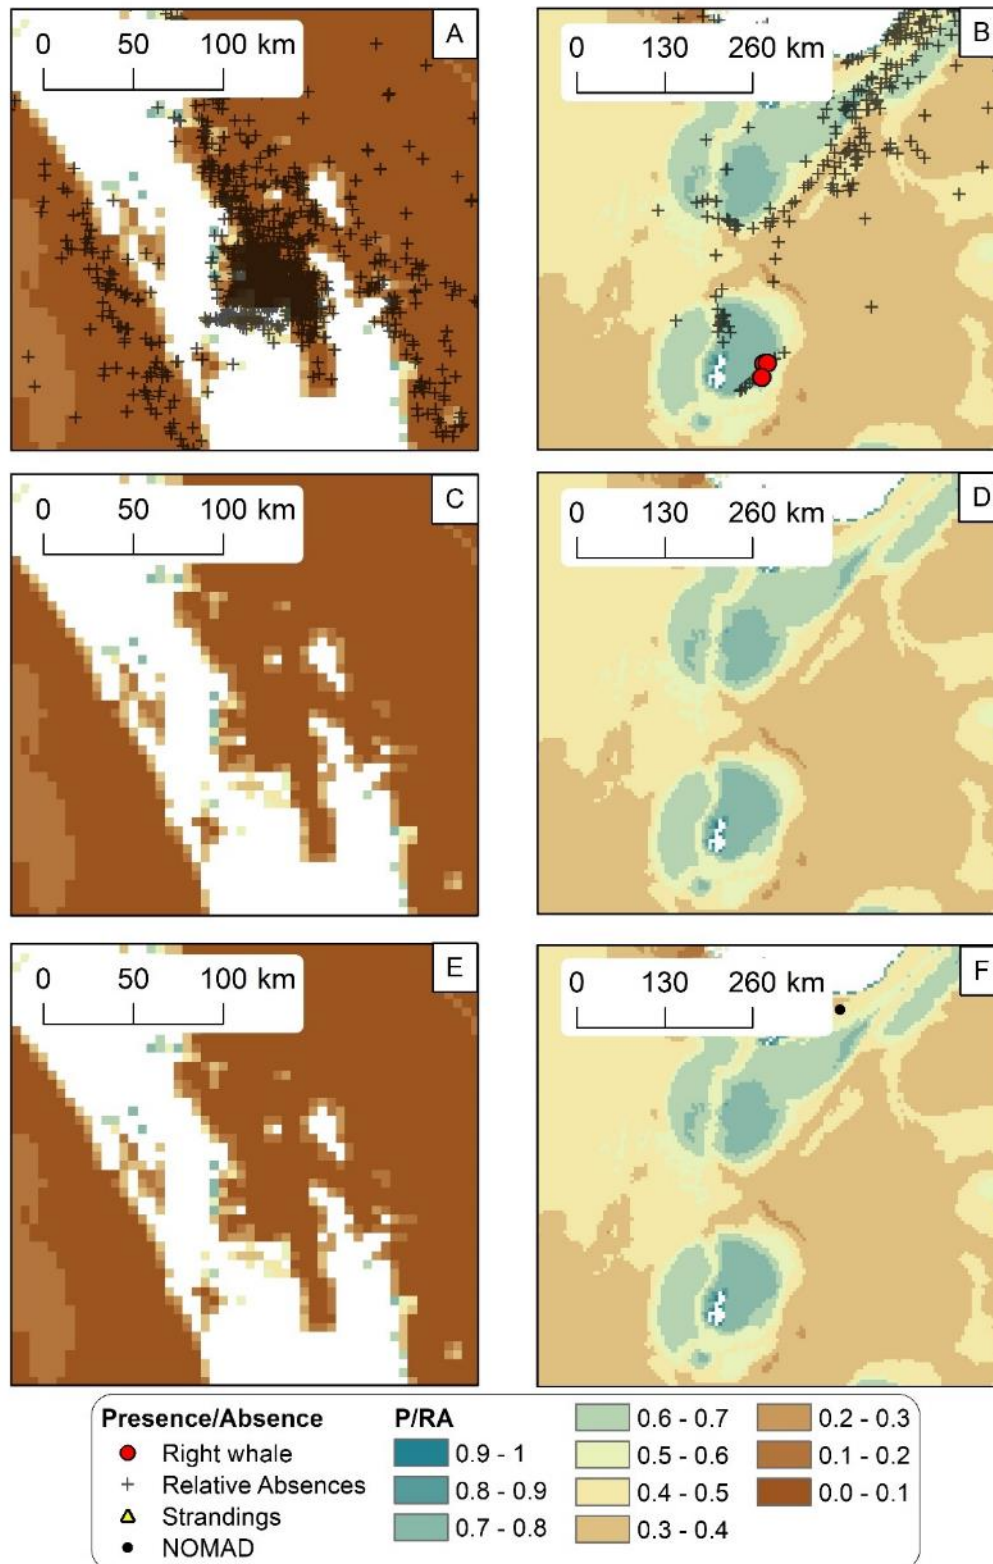 0 50 100 km A
0 130 260 km B
0 50 100 km C
0 130 260 km D
0 50 100 km E
0 130 260 km F
Presence/Absence
Right whale
Relative Absences
Strandings
NOMAD
P/RA
0.9 - 1
0.8 - 0.9
0.7 - 0.8
0.6 - 0.7
0.5 - 0.6
0.4 - 0.5
0.3 - 0.4
0.2 - 0.3
0.1 - 0.2
0.0 - 0.1